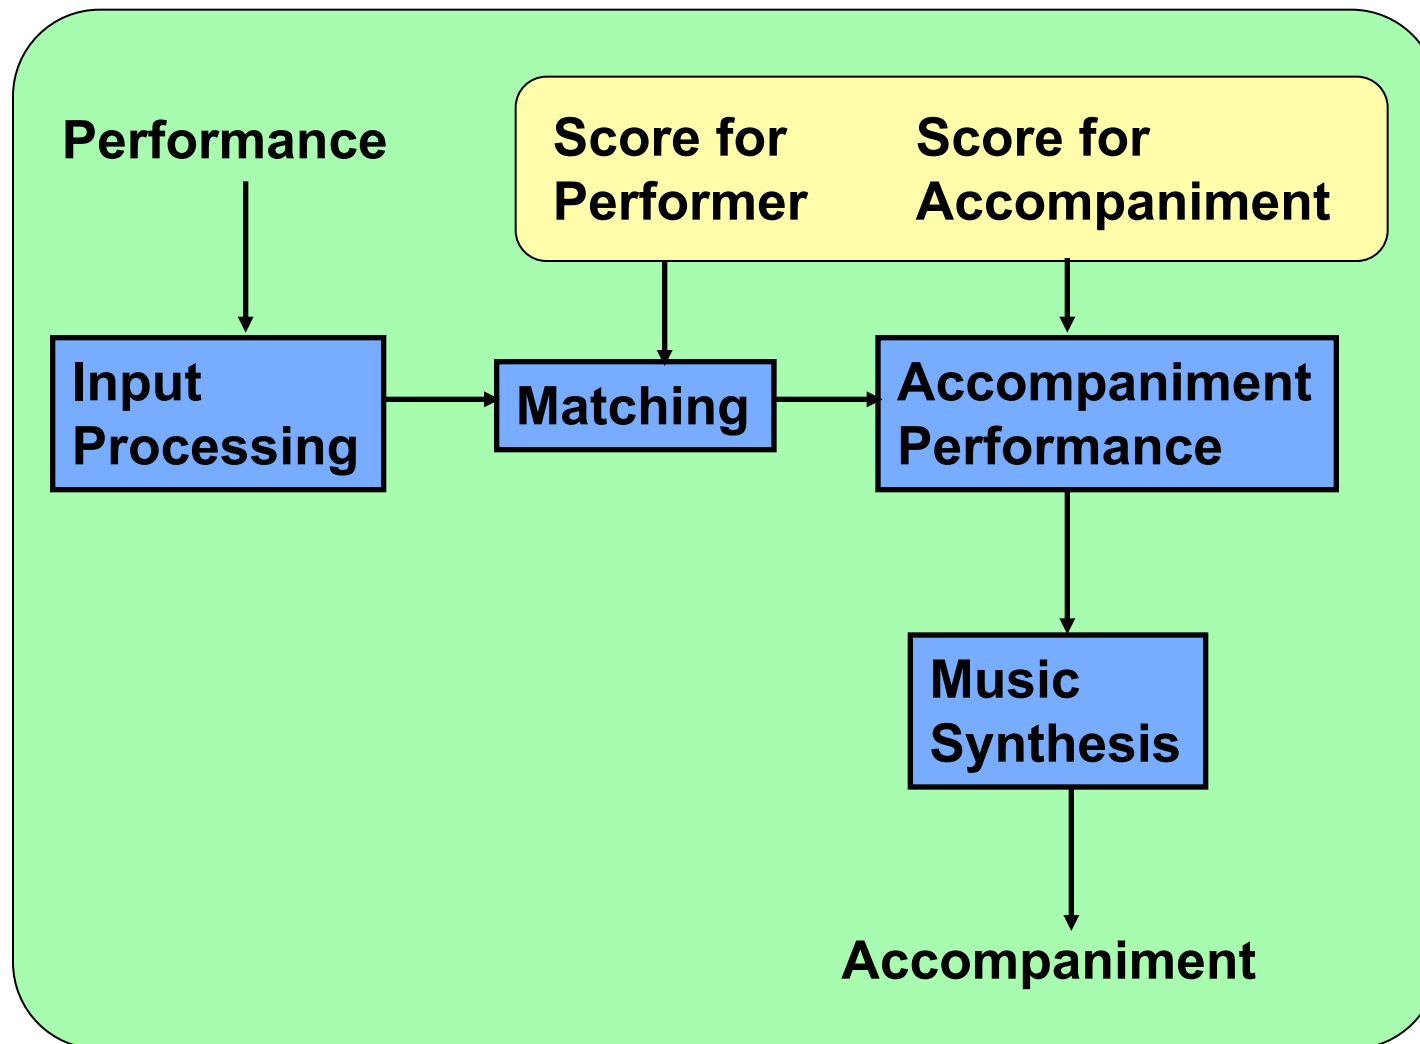 Performance
Score for
Performer
Score for
Accompaniment
Input
Processing
Matching
Accompaniment
Performance
Music
Synthesis
Accompaniment